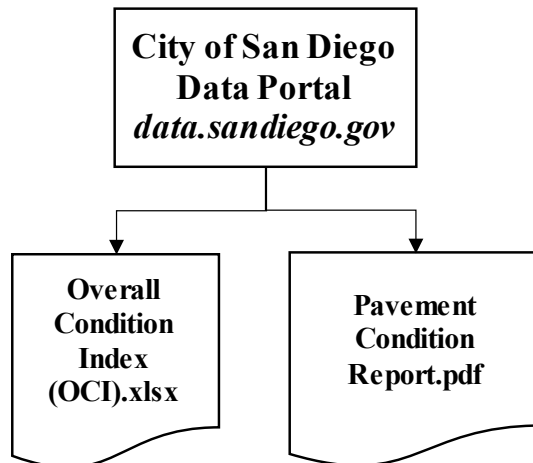 City of San Diego
Data Portal
data.sandiego.gov
Overall
Condition
Index
(OCI).xlsx
Pavement
Condition
Report.pdf